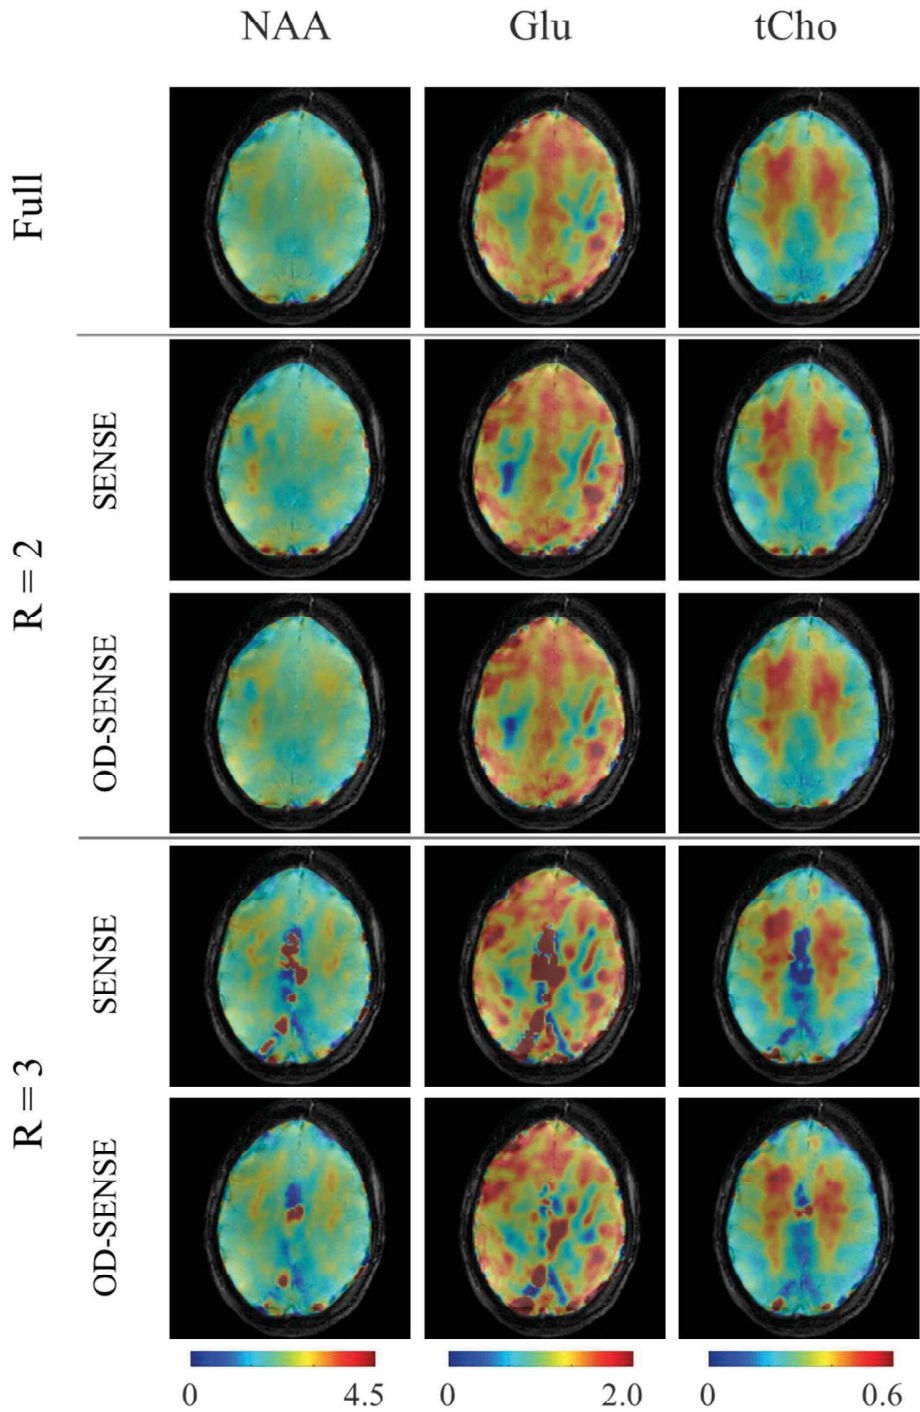 NAA Glu tCho
Full
R = 2
SENSE
OD-SENSE
R = 3
SENSE
OD-SENSE
0 4.5 0 2.0 0 0.6